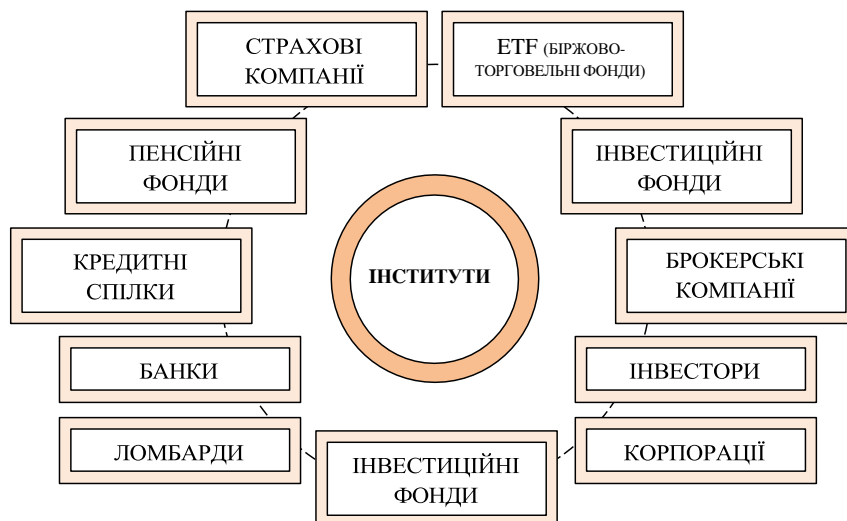 СТРАХОВІ
КОМПАНІЇ
ETF (БІРЖОВО-
ТОРГОВЕЛЬНІ ФОНДИ)
ПЕНСІЙНІ
ФОНДИ
ІНВЕСТИЦІЙНІ
ФОНДИ
КРЕДИТНІ
СПІЛКИ
ІНСТИТУТИ
БРОКЕРСЬКІ
КОМПАНІЇ
БАНКИ
ІНВЕСТОРИ
ЛОМБАРДИ
ІНВЕСТИЦІЙНІ
ФОНДИ
КОРПОРАЦІЇ